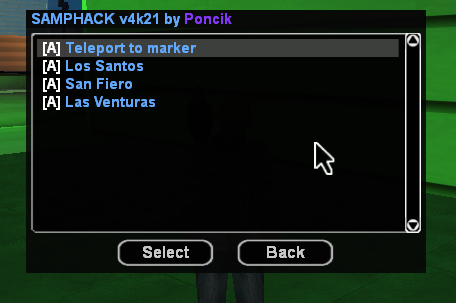 SAMPHACK v4k21 by Poncik
[A] Teleport to marker
[A] Los Santos
[A] San Fiero
[A] Las Venturas
Select Back